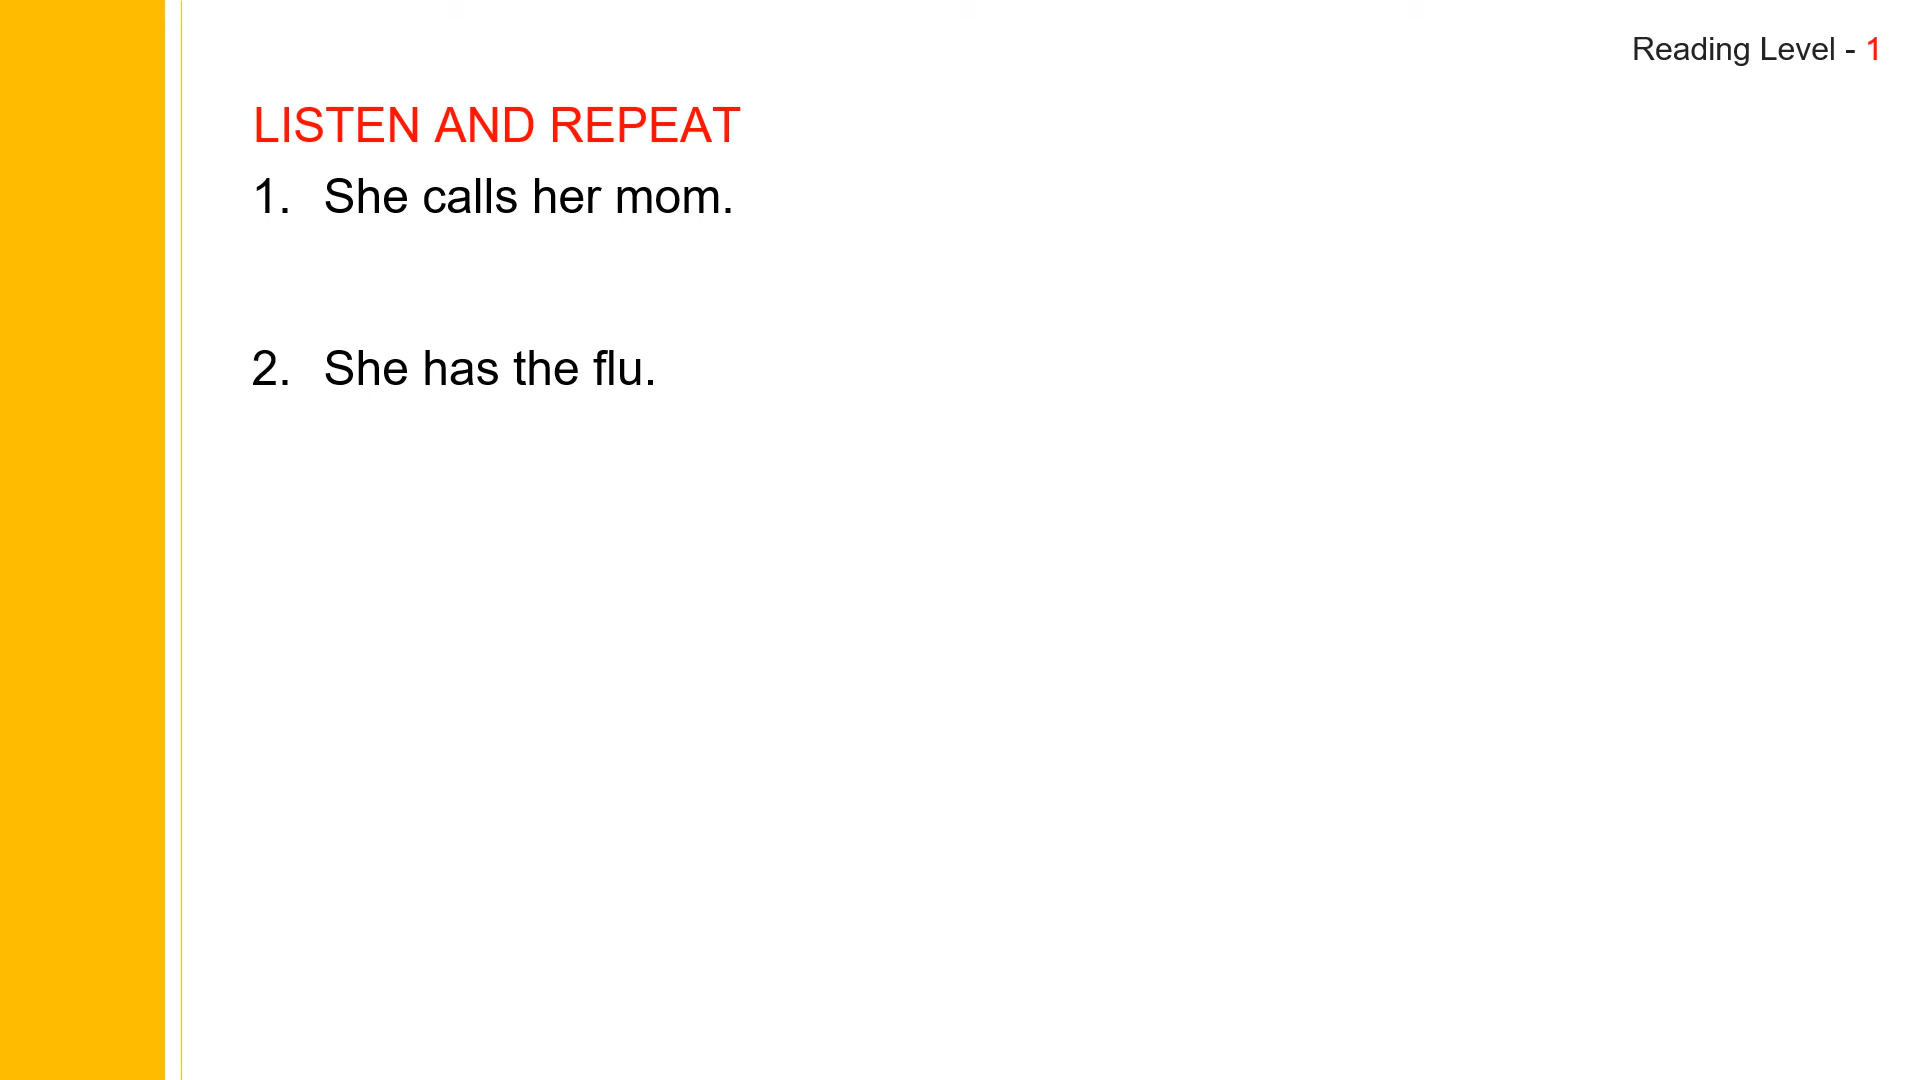 Reading Level - 1
LISTEN AND REPEAT
1. She calls her mom.
2. She has the flu.